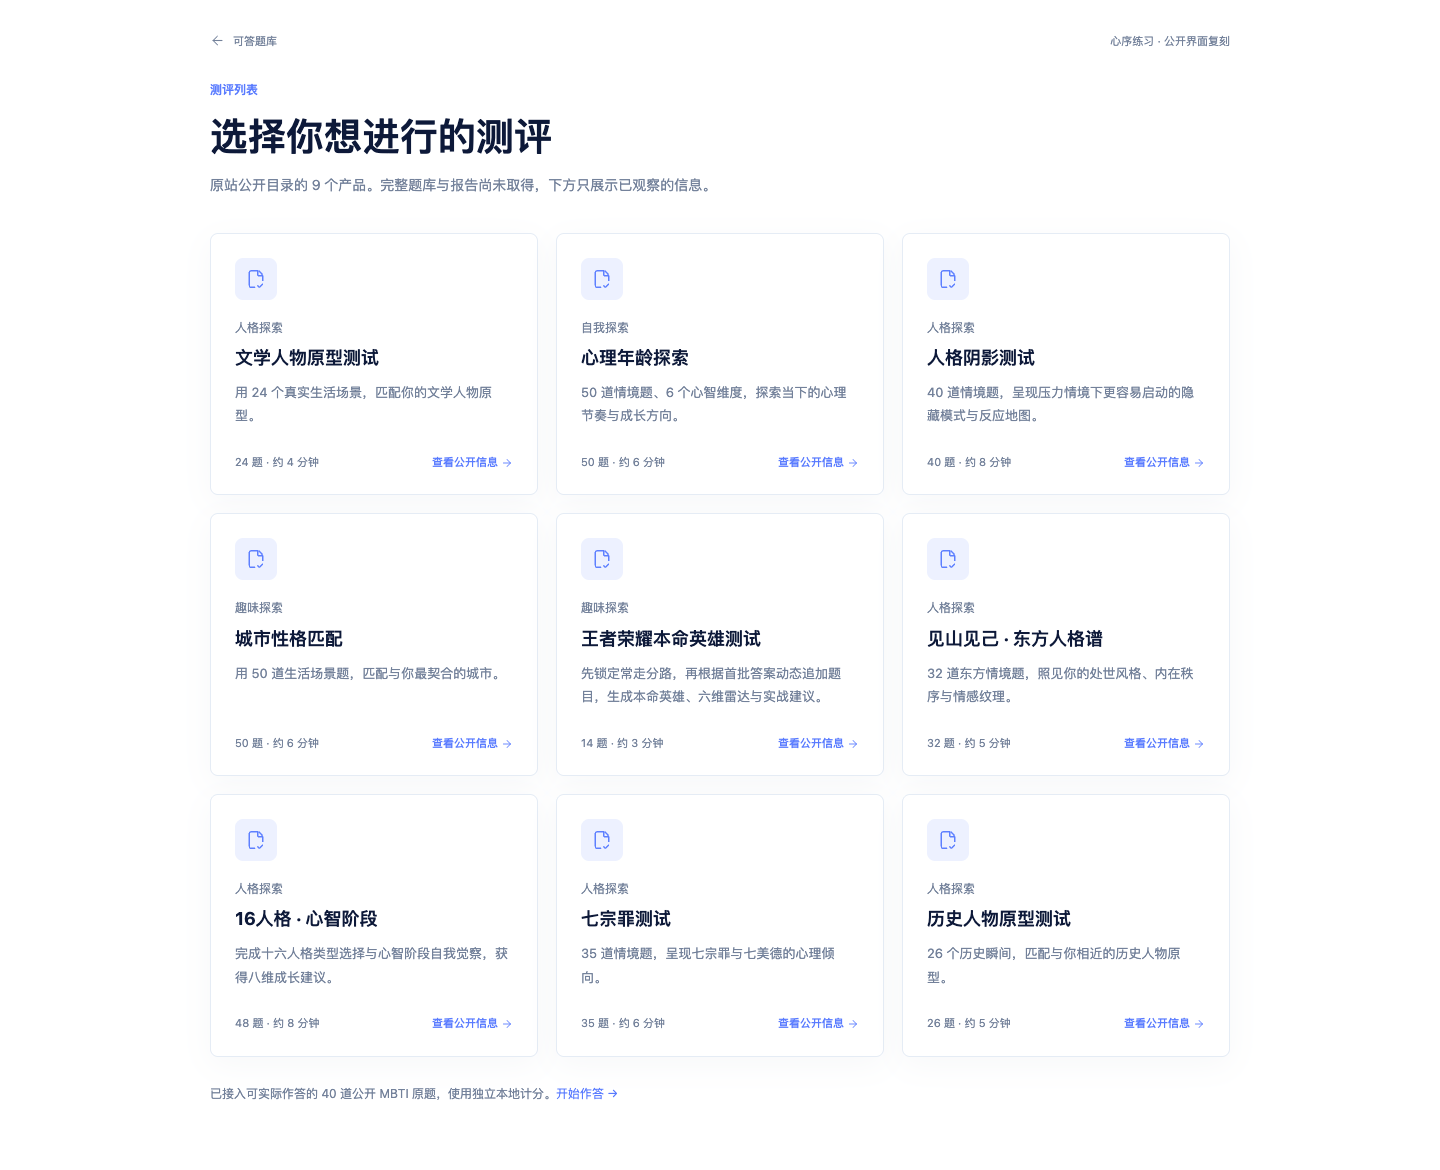 ← 可答题库
心序练习 · 公开界面复刻
测评列表
选择你想进行的测评
原站公开目录的 9 个产品。完整题库与报告尚未取得，下方只展示已观察的信息。
人格探索
文学人物原型测试
用 24 个真实生活场景，匹配你的文学人物原
型。
24 题 · 约 4 分钟
查看公开信息 →
自我探索
心理年龄探索
50 道情境题、6 个心智维度，探索当下的心理
节奏与成长方向。
50 题 · 约 6 分钟
查看公开信息 →
人格探索
人格阴影测试
40 道情境题，呈现压力情境下更容易启动的隐
藏模式与反应地图。
40 题 · 约 8 分钟
查看公开信息 →
趣味探索
城市性格匹配
用 50 道生活场景题，匹配与你最契合的城市。
50 题 · 约 6 分钟
查看公开信息 →
趣味探索
王者荣耀本命英雄测试
先锁定常走分路，再根据首批答案动态追加题
目，生成本命英雄、六维雷达与实战建议。
14 题 · 约 3 分钟
查看公开信息 →
人格探索
见山见己 · 东方人格谱
32 道东方情境题，照见你的处世风格、内在秩
序与情感纹理。
32 题 · 约 5 分钟
查看公开信息 →
人格探索
16人格 · 心智阶段
完成十六人格类型选择与心智阶段自我觉察，获
得八维成长建议。
48 题 · 约 8 分钟
查看公开信息 →
人格探索
七宗罪测试
35 道情境题，呈现七宗罪与七美德的心理倾
向。
35 题 · 约 6 分钟
查看公开信息 →
人格探索
历史人物原型测试
26 个历史瞬间，匹配与你相近的历史人物原
型。
26 题 · 约 5 分钟
查看公开信息 →
已接入可实际作答的 40 道公开 MBTI 原题，使用独立本地计分。开始作答 →